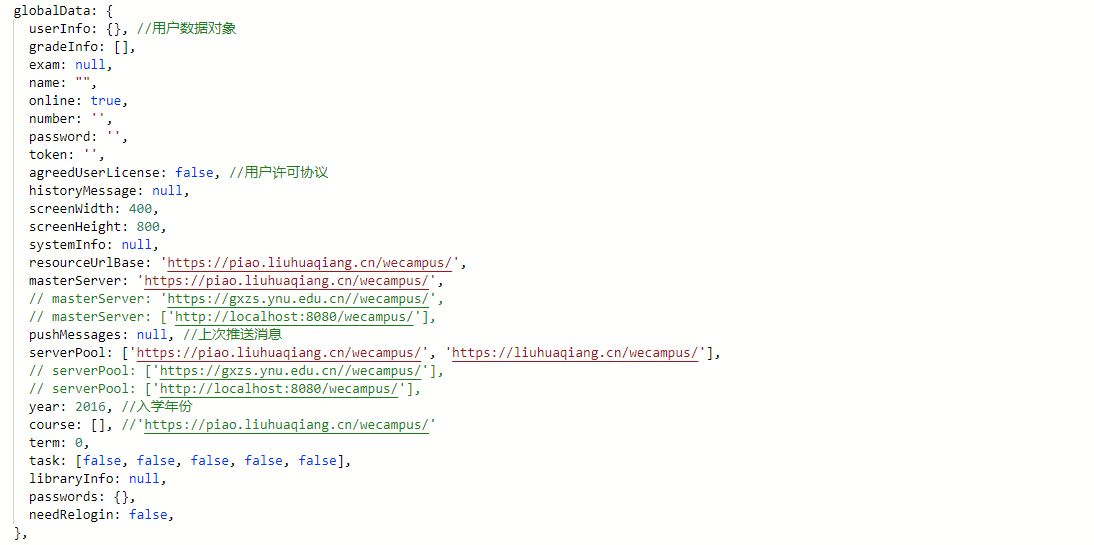 globalData: {
userInfo: {}, //用户数据对象
gradeInfo: [],
exam: null,
name: "",
online: true,
number: '',
password: '',
token: '',
agreedUserLicense: false, //用户许可协议
historyMessage: null,
screenWidth: 400,
screenHeight: 800,
systemInfo: null,
resourceUrlBase: 'https://piao.liuhuaqiang.cn/wecampus/',
masterServer: 'https://piao.liuhuaqiang.cn/wecampus/',
// masterServer: 'https://gxzs.ynu.edu.cn//wecampus/',
// masterServer: ['http://localhost:8080/wecampus/'],
pushMessages: null, //上次推送消息
serverPool: ['https://piao.liuhuaqiang.cn/wecampus/', 'https://liuhuaqiang.cn/wecampus/'],
// serverPool: ['https://gxzs.ynu.edu.cn//wecampus/'],
// serverPool: ['http://localhost:8080/wecampus/'],
year: 2016, //入学年份
course: [], //'https://piao.liuhuaqiang.cn/wecampus/'
term: 0,
task: [false, false, false, false, false],
libraryInfo: null,
passwords: {},
needRelogin: false,
},